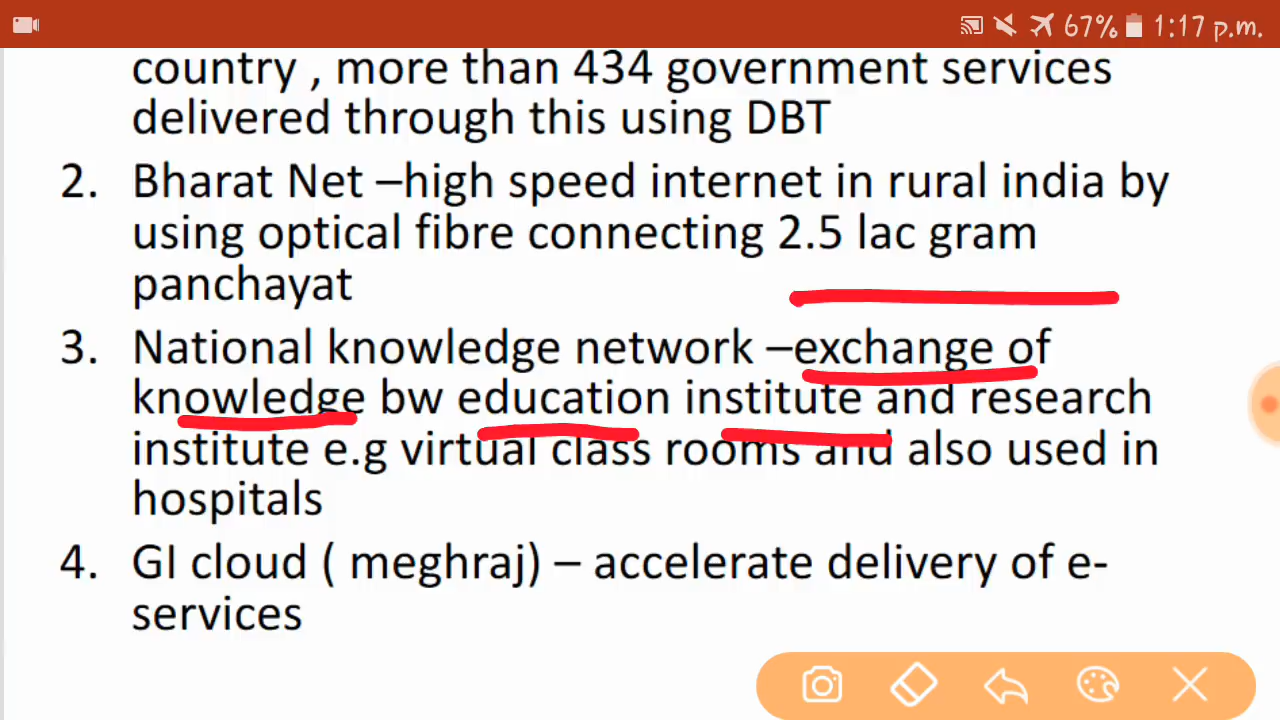 67% 1:17 p.m.
country , more than 434 government services
delivered through this using DBT
2. Bharat Net –high speed internet in rural india by
using optical fibre connecting 2.5 lac gram
panchayat
3. National knowledge network –exchange of
knowledge bw education institute and research
institute e.g virtual class rooms and also used in
hospitals
4. GI cloud ( meghraj) – accelerate delivery of e-
services